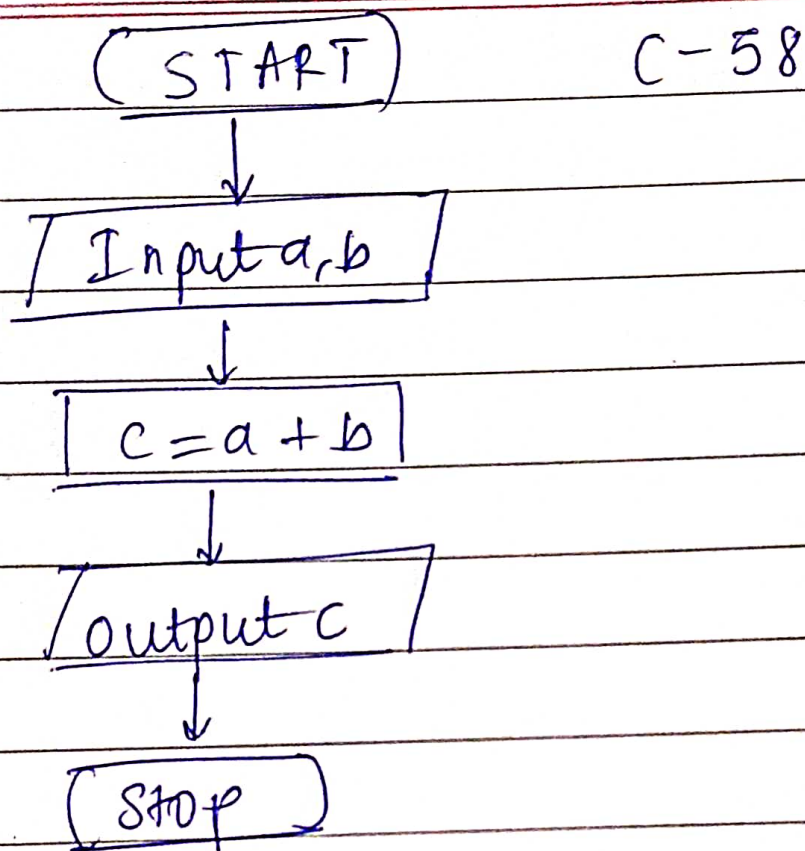 START C-58
Input a, b
c = a + b
output c
Stop